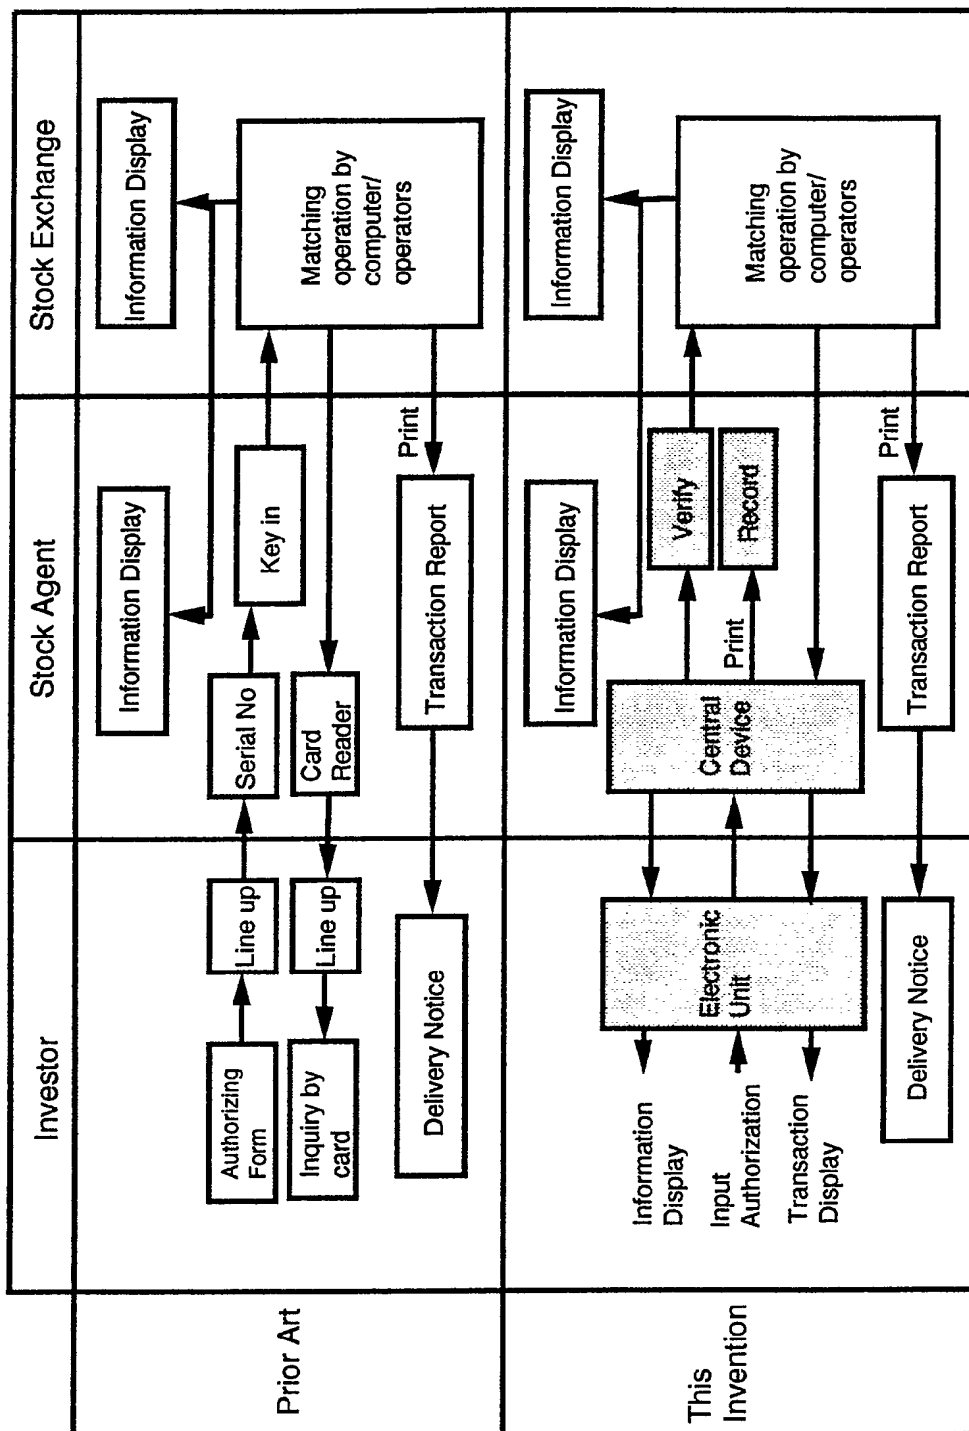 Investor
Stock Agent
Stock Exchange
Prior Art
Authorizing
Form
Line up
Serial No
Key in
Information Display
Information Display
Matching
operation by
computer/
operators
Inquiry by
card
Line up
Card
Reader
Delivery Notice
Transaction Report
Print
This
Invention
Information
Display
Input
Authorization
Transaction
Display
Electronic
Unit
Central
Device
Information Display
Verify
Print
Record
Information Display
Matching
operation by
computer/
operators
Delivery Notice
Transaction Report
Print